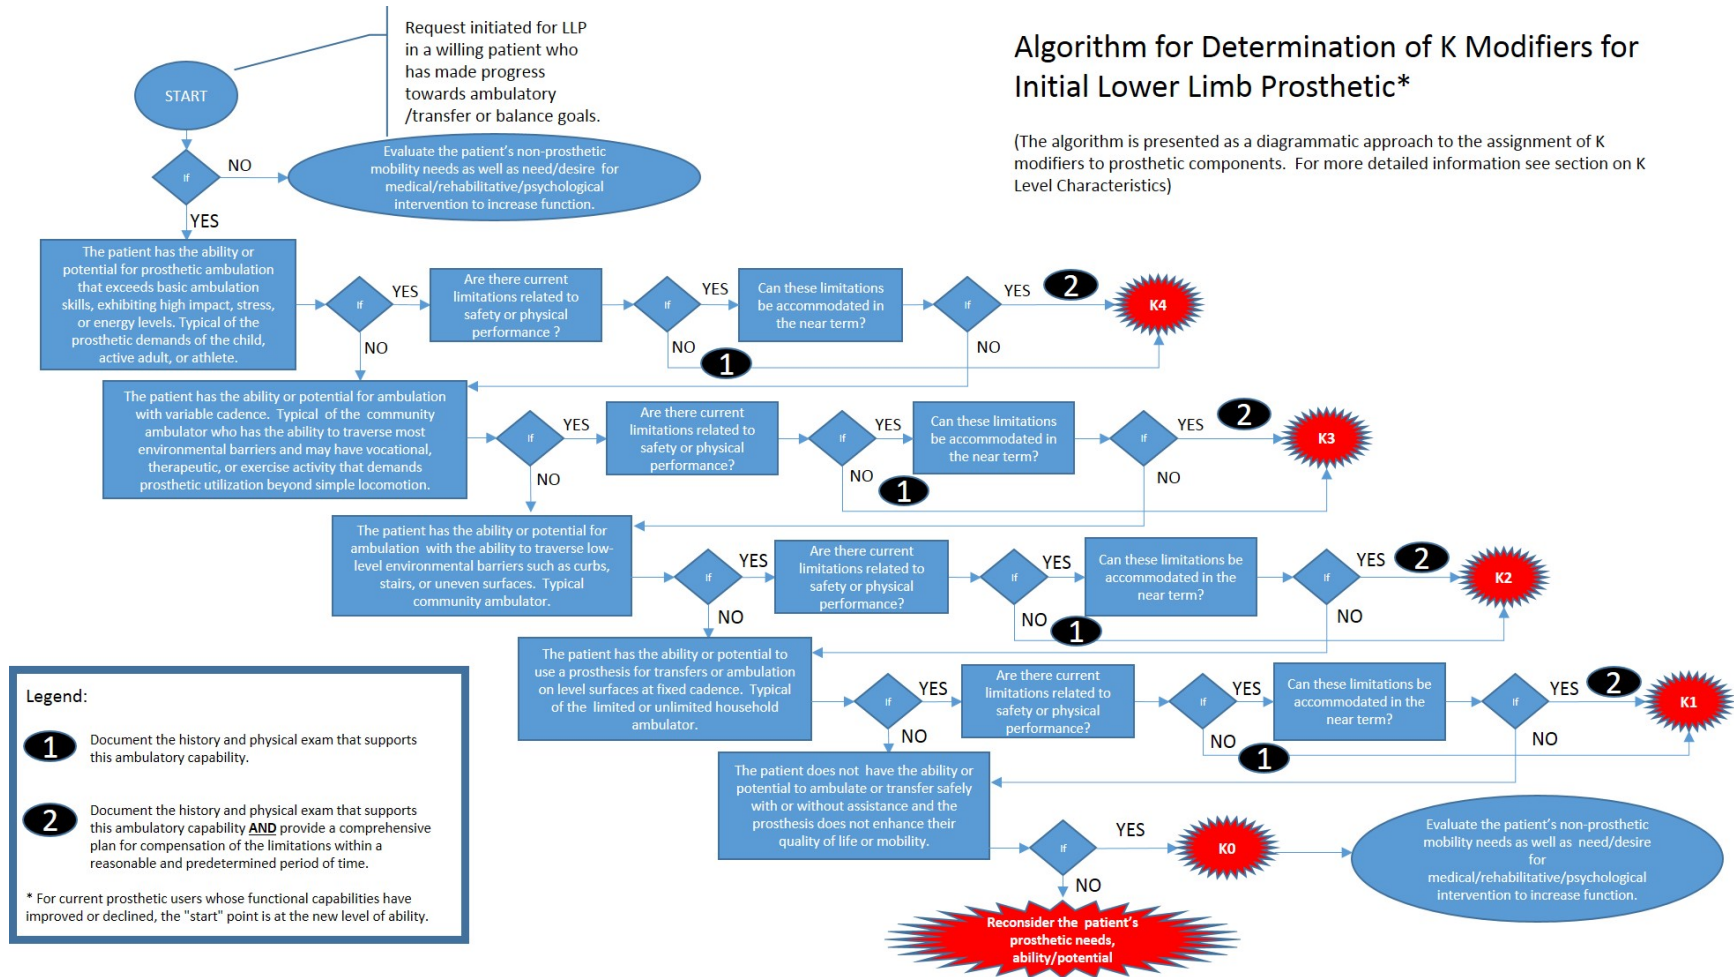 Request initiated for LLP
in a willing patient who
has made progress
towards ambulatory
/transfer or balance goals.
Algorithm for Determination of K Modifiers for
Initial Lower Limb Prosthetic*
(The algorithm is presented as a diagrammatic approach to the assignment of K
modifiers to prosthetic components. For more detailed information see section on K
Level Characteristics)
START
If
NO
YES
Evaluate the patient's non-prosthetic
mobility needs as well as need/desire for
medical/rehabilitative/psychological
intervention to increase function.
The patient has the ability or
potential for prosthetic ambulation
that exceeds basic ambulation
skills, exhibiting high impact, stress,
or energy levels. Typical of the
prosthetic demands of the child,
active adult, or athlete.
If
YES
NO
Are there current
limitations related to
safety or physical
performance ?
If
YES
NO
1
Can these limitations
be accommodated in
the near term?
If
YES
NO
2
K4
The patient has the ability or potential for ambulation
with variable cadence. Typical of the community
ambulator who has the ability to traverse most
environmental barriers and may have vocational,
therapeutic, or exercise activity that demands
prosthetic utilization beyond simple locomotion.
If
YES
NO
Are there current
limitations related to
safety or physical
performance?
If
YES
NO
1
Can these limitations
be accommodated in
the near term?
If
YES
NO
2
K3
The patient has the ability or potential for
ambulation with the ability to traverse low-
level environmental barriers such as curbs,
stairs, or uneven surfaces. Typical
community ambulator.
If
YES
NO
Are there current
limitations related to
safety or physical
performance?
If
YES
NO
1
Can these limitations be
accommodated in the
near term?
If
YES
NO
2
K2
The patient has the ability or potential to
use a prosthesis for transfers or ambulation
on level surfaces at fixed cadence. Typical
of the limited or unlimited household
ambulator.
If
YES
NO
Are there current
limitations related to
safety or physical
performance?
If
YES
NO
1
Can these limitations be
accommodated in the
near term?
If
YES
NO
2
K1
The patient does not have the ability or
potential to ambulate or transfer safely
with or without assistance and the
prosthesis does not enhance their
quality of life or mobility.
If
YES
NO
K0
Evaluate the patient's non-prosthetic
mobility needs as well as need/desire
for
medical/rehabilitative/psychological
intervention to increase function.
Reconsider the patient's
prosthetic needs,
ability/potential
Legend:
1
Document the history and physical exam that supports
this ambulatory capability.
2
Document the history and physical exam that supports
this ambulatory capability AND provide a comprehensive
plan for compensation of the limitations within a
reasonable and predetermined period of time.
* For current prosthetic users whose functional capabilities have
improved or declined, the "start" point is at the new level of ability.